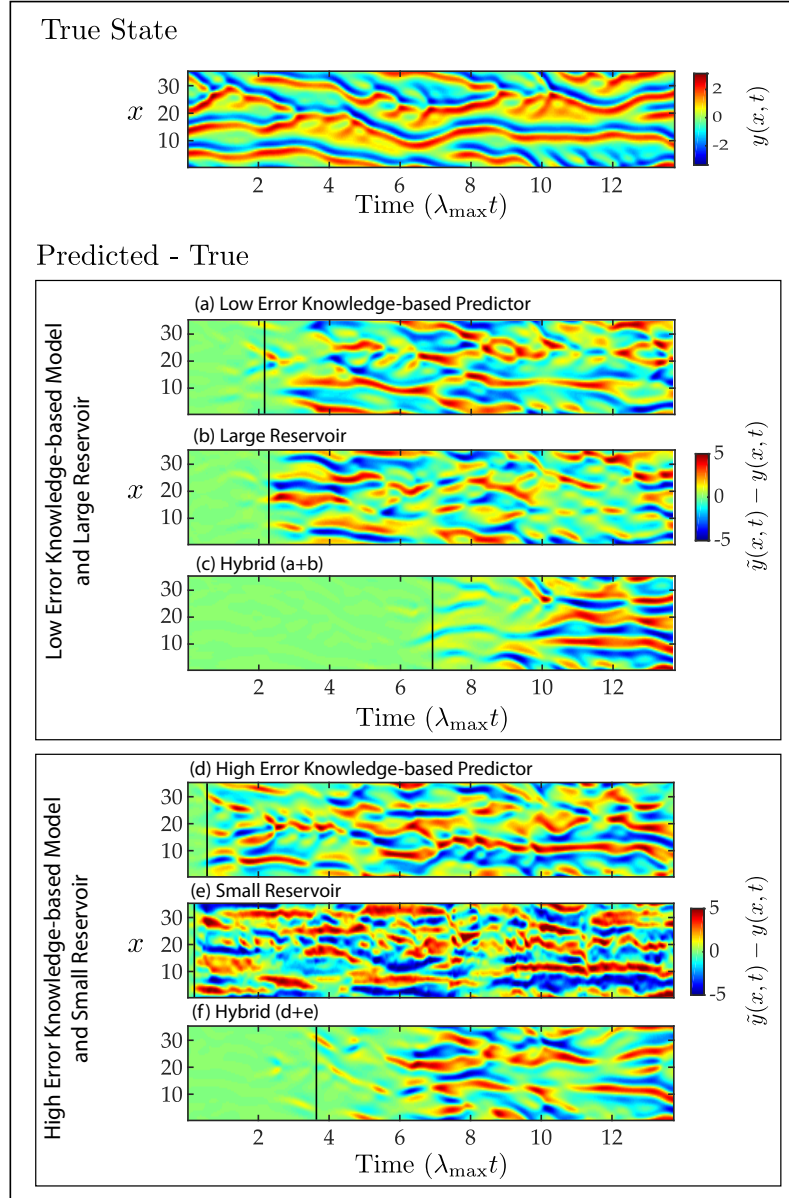 True State
x
30
20
10
2 4 6 8 10 12
Time (λ_max t)
2
0
-2
y(x, t)
Predicted - True
Low Error Knowledge-based Model
and Large Reservoir
(a) Low Error Knowledge-based Predictor
30
20
10
(b) Large Reservoir
x
30
20
10
5
0
-5
ỹ(x, t) − y(x, t)
(c) Hybrid (a+b)
30
20
10
2 4 6 8 10 12
Time (λ_max t)
High Error Knowledge-based Model
and Small Reservoir
(d) High Error Knowledge-based Predictor
30
20
10
(e) Small Reservoir
x
30
20
10
5
0
-5
ỹ(x, t) − y(x, t)
(f) Hybrid (d+e)
30
20
10
2 4 6 8 10 12
Time (λ_max t)